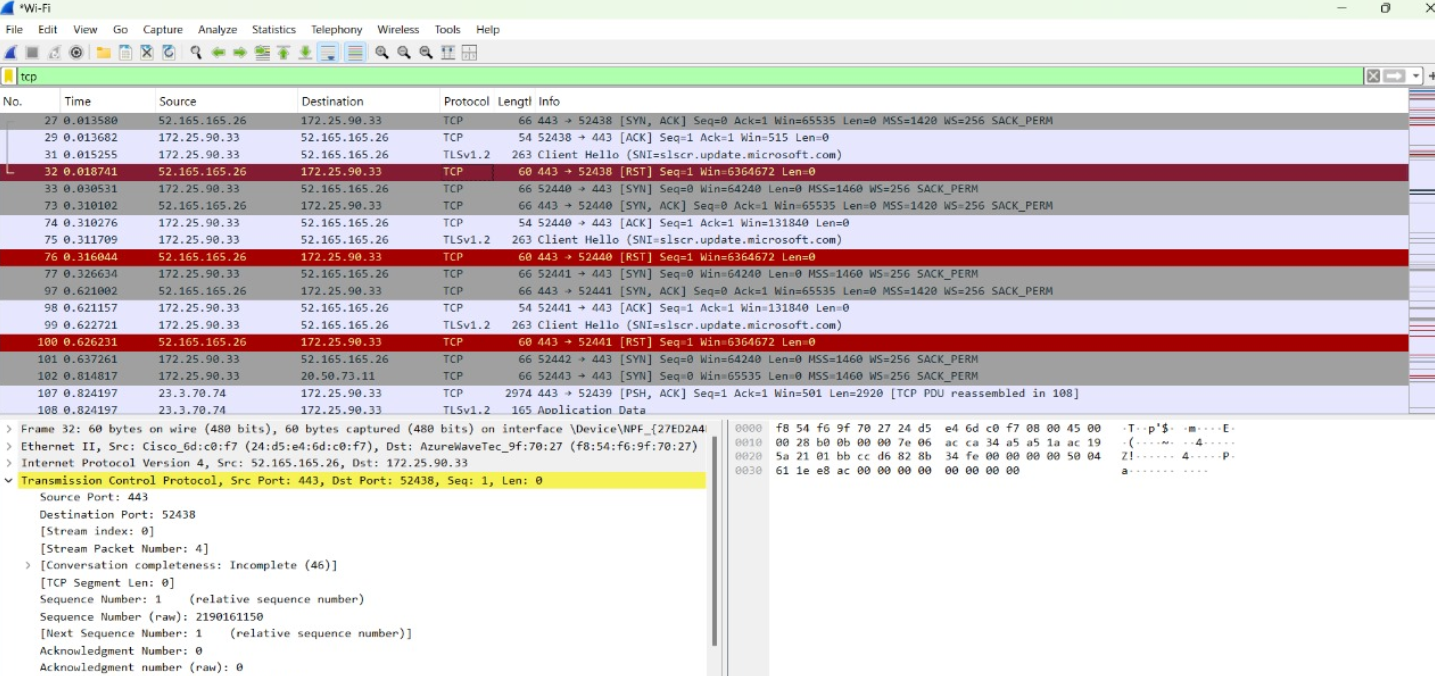 *Wi-Fi
File Edit View Go Capture Analyze Statistics Telephony Wireless Tools Help
tcp
No. Time Source Destination Protocol Lengtl Info
27 0.013580 52.165.165.26 172.25.90.33 TCP 66 443 → 52438 [SYN, ACK] Seq=0 Ack=1 Win=65535 Len=0 MSS=1420 WS=256 SACK_PERM
29 0.013682 172.25.90.33 52.165.165.26 TCP 54 52438 → 443 [ACK] Seq=1 Ack=1 Win=515 Len=0
31 0.015255 172.25.90.33 52.165.165.26 TLSv1.2 263 Client Hello (SNI=slscr.update.microsoft.com)
32 0.018741 52.165.165.26 172.25.90.33 TCP 60 443 → 52438 [RST] Seq=1 Win=6364672 Len=0
33 0.030531 172.25.90.33 52.165.165.26 TCP 66 52440 → 443 [SYN] Seq=0 Win=64240 Len=0 MSS=1460 WS=256 SACK_PERM
73 0.310102 52.165.165.26 172.25.90.33 TCP 66 443 → 52440 [SYN, ACK] Seq=0 Ack=1 Win=65535 Len=0 MSS=1420 WS=256 SACK_PERM
74 0.310276 172.25.90.33 52.165.165.26 TCP 54 52440 → 443 [ACK] Seq=1 Ack=1 Win=131840 Len=0
75 0.311709 172.25.90.33 52.165.165.26 TLSv1.2 263 Client Hello (SNI=slscr.update.microsoft.com)
76 0.316044 52.165.165.26 172.25.90.33 TCP 60 443 → 52440 [RST] Seq=1 Win=6364672 Len=0
77 0.326634 172.25.90.33 52.165.165.26 TCP 66 52441 → 443 [SYN] Seq=0 Win=64240 Len=0 MSS=1460 WS=256 SACK_PERM
97 0.621002 52.165.165.26 172.25.90.33 TCP 66 443 → 52441 [SYN, ACK] Seq=0 Ack=1 Win=65535 Len=0 MSS=1420 WS=256 SACK_PERM
98 0.621157 172.25.90.33 52.165.165.26 TCP 54 52441 → 443 [ACK] Seq=1 Ack=1 Win=131840 Len=0
99 0.622721 172.25.90.33 52.165.165.26 TLSv1.2 263 Client Hello (SNI=slscr.update.microsoft.com)
100 0.626231 52.165.165.26 172.25.90.33 TCP 60 443 → 52441 [RST] Seq=1 Win=6364672 Len=0
101 0.637261 172.25.90.33 52.165.165.26 TCP 66 52442 → 443 [SYN] Seq=0 Win=64240 Len=0 MSS=1460 WS=256 SACK_PERM
102 0.814817 172.25.90.33 20.50.73.11 TCP 66 52443 → 443 [SYN] Seq=0 Win=65535 Len=0 MSS=1460 WS=256 SACK_PERM
107 0.824197 23.3.70.74 172.25.90.33 TCP 2974 443 → 52439 [PSH, ACK] Seq=1 Ack=1 Win=501 Len=2920 [TCP PDU reassembled in 108]
108 0.824197 23.3.70.74 172.25.90.33 TLSv1.2 165 Application Data
Frame 32: 60 bytes on wire (480 bits), 60 bytes captured (480 bits) on interface \Device\NPF_{27ED2A4
Ethernet II, Src: Cisco_6d:c0:f7 (24:d5:e4:6d:c0:f7), Dst: AzureWaveTec_9f:70:27 (f8:54:f6:9f:70:27)
Internet Protocol Version 4, Src: 52.165.165.26, Dst: 172.25.90.33
Transmission Control Protocol, Src Port: 443, Dst Port: 52438, Seq: 1, Len: 0
Source Port: 443
Destination Port: 52438
[Stream index: 0]
[Stream Packet Number: 4]
[Conversation completeness: Incomplete (46)]
[TCP Segment Len: 0]
Sequence Number: 1 (relative sequence number)
Sequence Number (raw): 2190161150
[Next Sequence Number: 1 (relative sequence number)]
Acknowledgment Number: 0
Acknowledgment number (raw): 0
0000 f8 54 f6 9f 70 27 24 d5 e4 6d c0 f7 08 00 45 00 ·T··p'$· ·m····E·
0010 00 28 b0 0b 00 00 7e 06 ac ca 34 a5 a5 1a ac 19 ·(····~· ··4·····
0020 5a 21 01 bb cc d6 82 8b 34 fe 00 00 00 00 50 04 Z!······ 4·····P·
0030 61 1e e8 ac 00 00 00 00 00 00 00 00 a······· ····